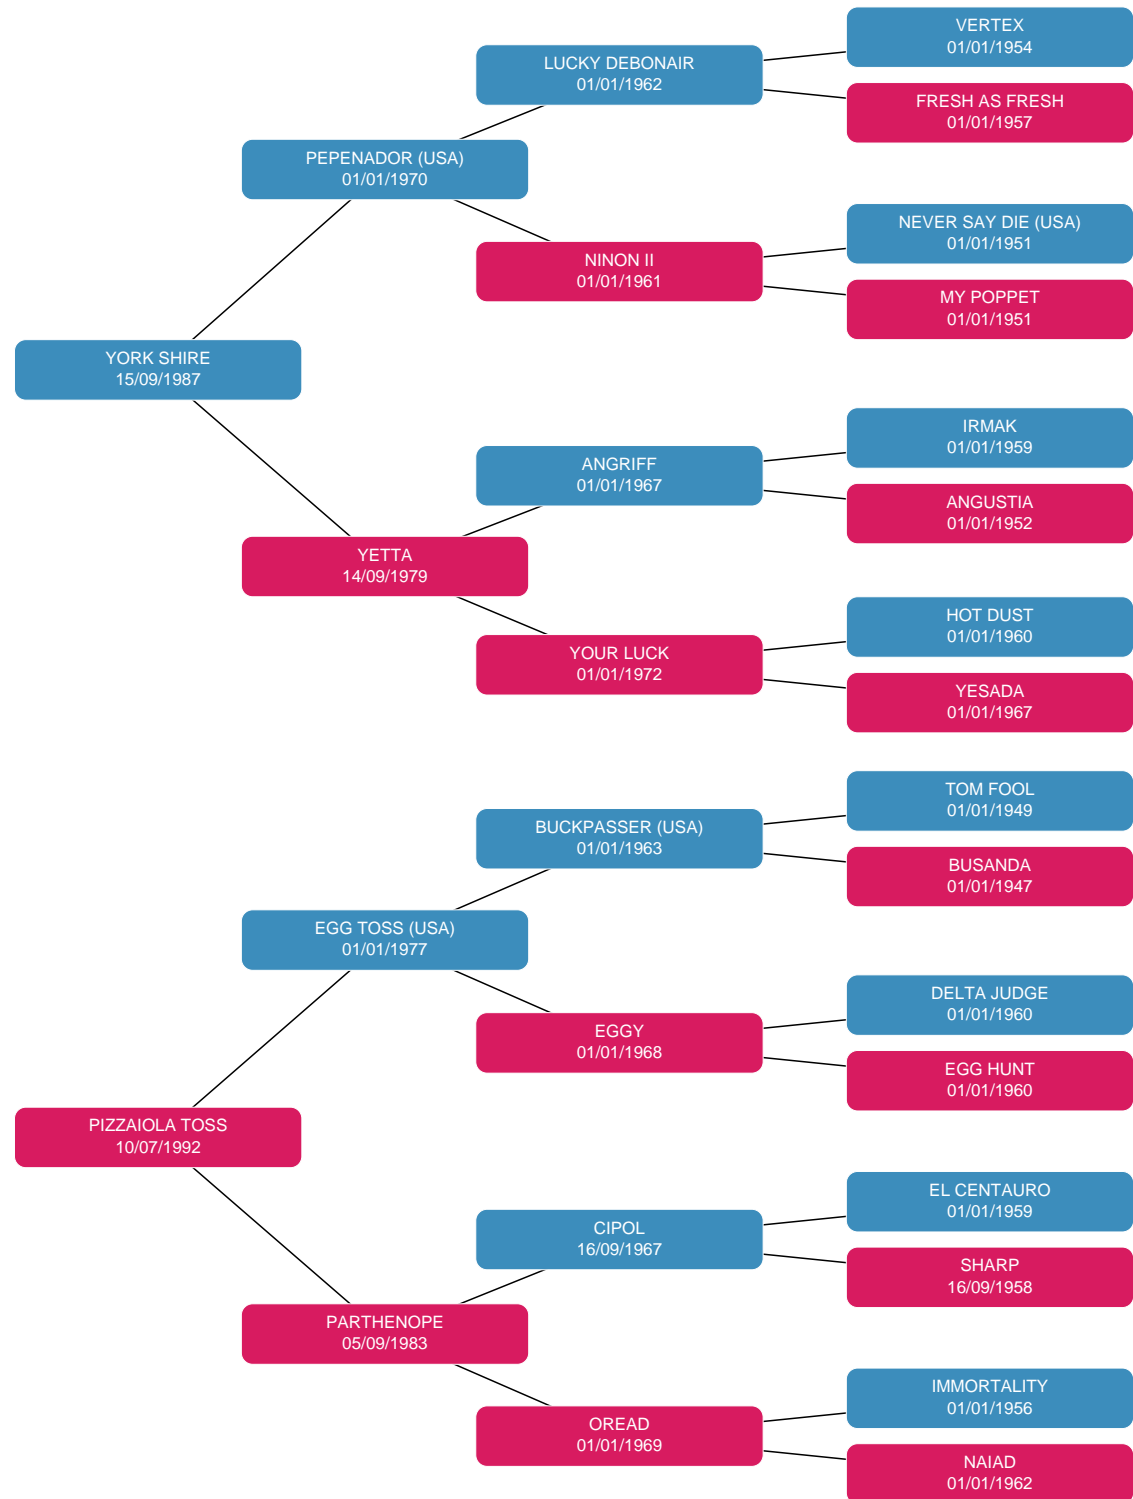 VERTEX
01/01/1954
LUCKY DEBONAIR
01/01/1962
FRESH AS FRESH
01/01/1957
PEPENADOR (USA)
01/01/1970
NEVER SAY DIE (USA)
01/01/1951
NINON II
01/01/1961
MY POPPET
01/01/1951
YORK SHIRE
15/09/1987
IRMAK
01/01/1959
ANGRIFF
01/01/1967
ANGUSTIA
01/01/1952
YETTA
14/09/1979
HOT DUST
01/01/1960
YOUR LUCK
01/01/1972
YESADA
01/01/1967
TOM FOOL
01/01/1949
BUCKPASSER (USA)
01/01/1963
BUSANDA
01/01/1947
EGG TOSS (USA)
01/01/1977
DELTA JUDGE
01/01/1960
EGGY
01/01/1968
EGG HUNT
01/01/1960
PIZZAIOLA TOSS
10/07/1992
EL CENTAURO
01/01/1959
CIPOL
16/09/1967
SHARP
16/09/1958
PARTHENOPE
05/09/1983
IMMORTALITY
01/01/1956
OREAD
01/01/1969
NAIAD
01/01/1962